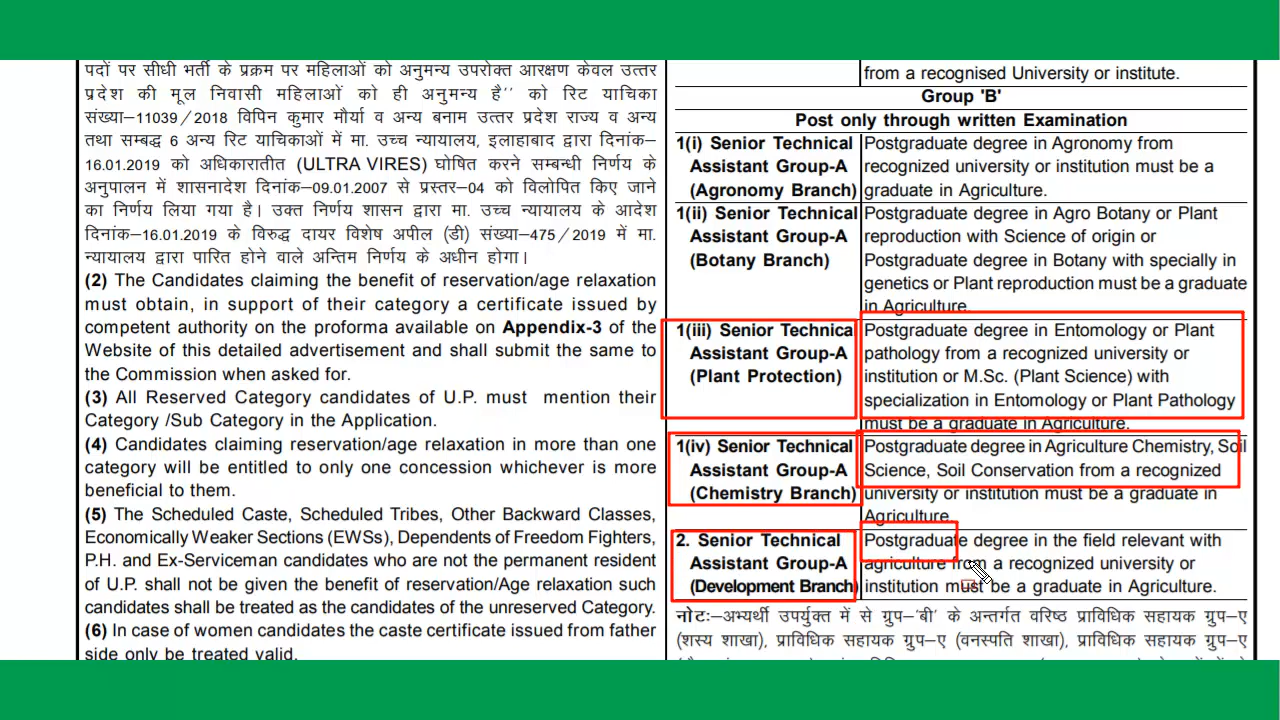 पदों पर सीधी भर्ती के प्रक्रम पर महिलाओं को अनुमन्य उपरोक्त आरक्षण केवल उत्तर
प्रदेश की मूल निवासी महिलाओं को ही अनुमन्य है'' को रिट याचिका
संख्या–11039/2018 विपिन कुमार मौर्या व अन्य बनाम उत्तर प्रदेश राज्य व अन्य
तथा सम्बद्ध 6 अन्य रिट याचिकाओं में मा. उच्च न्यायालय, इलाहाबाद द्वारा दिनांक–
16.01.2019 को अधिकारातीत (ULTRA VIRES) घोषित करने सम्बन्धी निर्णय के
अनुपालन में शासनादेश दिनांक–09.01.2007 से प्रस्तर–04 को विलोपित किए जाने
का निर्णय लिया गया है। उक्त निर्णय शासन द्वारा मा. उच्च न्यायालय के आदेश
दिनांक–16.01.2019 के विरुद्ध दायर विशेष अपील (डी) संख्या–475/2019 में मा.
न्यायालय द्वारा पारित होने वाले अन्तिम निर्णय के अधीन होगा।
(2) The Candidates claiming the benefit of reservation/age relaxation
must obtain, in support of their category a certificate issued by
competent authority on the proforma available on Appendix-3 of the
Website of this detailed advertisement and shall submit the same to
the Commission when asked for.
(3) All Reserved Category candidates of U.P. must mention their
Category /Sub Category in the Application.
(4) Candidates claiming reservation/age relaxation in more than one
category will be entitled to only one concession whichever is more
beneficial to them.
(5) The Scheduled Caste, Scheduled Tribes, Other Backward Classes,
Economically Weaker Sections (EWSs), Dependents of Freedom Fighters,
P.H. and Ex-Serviceman candidates who are not the permanent resident
of U.P. shall not be given the benefit of reservation/Age relaxation such
candidates shall be treated as the candidates of the unreserved Category.
(6) In case of women candidates the caste certificate issued from father
side only be treated valid.
from a recognised University or institute.
Group 'B'
Post only through written Examination
1(i) Senior Technical
Assistant Group-A
(Agronomy Branch)
Postgraduate degree in Agronomy from
recognized university or institution must be a
graduate in Agriculture.
1(ii) Senior Technical
Assistant Group-A
(Botany Branch)
Postgraduate degree in Agro Botany or Plant
reproduction with Science of origin or
Postgraduate degree in Botany with specially in
genetics or Plant reproduction must be a graduate
in Agriculture.
1(iii) Senior Technical
Assistant Group-A
(Plant Protection)
Postgraduate degree in Entomology or Plant
pathology from a recognized university or
institution or M.Sc. (Plant Science) with
specialization in Entomology or Plant Pathology
must be a graduate in Agriculture.
1(iv) Senior Technical
Assistant Group-A
(Chemistry Branch)
Postgraduate degree in Agriculture Chemistry, Soil
Science, Soil Conservation from a recognized
university or institution must be a graduate in
Agriculture.
2. Senior Technical
Assistant Group-A
(Development Branch)
Postgraduate degree in the field relevant with
agriculture from a recognized university or
institution must be a graduate in Agriculture.
नोटः–अभ्यर्थी उपर्युक्त में से ग्रुप–'बी' के अन्तर्गत वरिष्ठ प्राविधिक सहायक ग्रुप–ए
(शस्य शाखा), प्राविधिक सहायक ग्रुप–ए (वनस्पति शाखा), प्राविधिक सहायक ग्रुप–ए